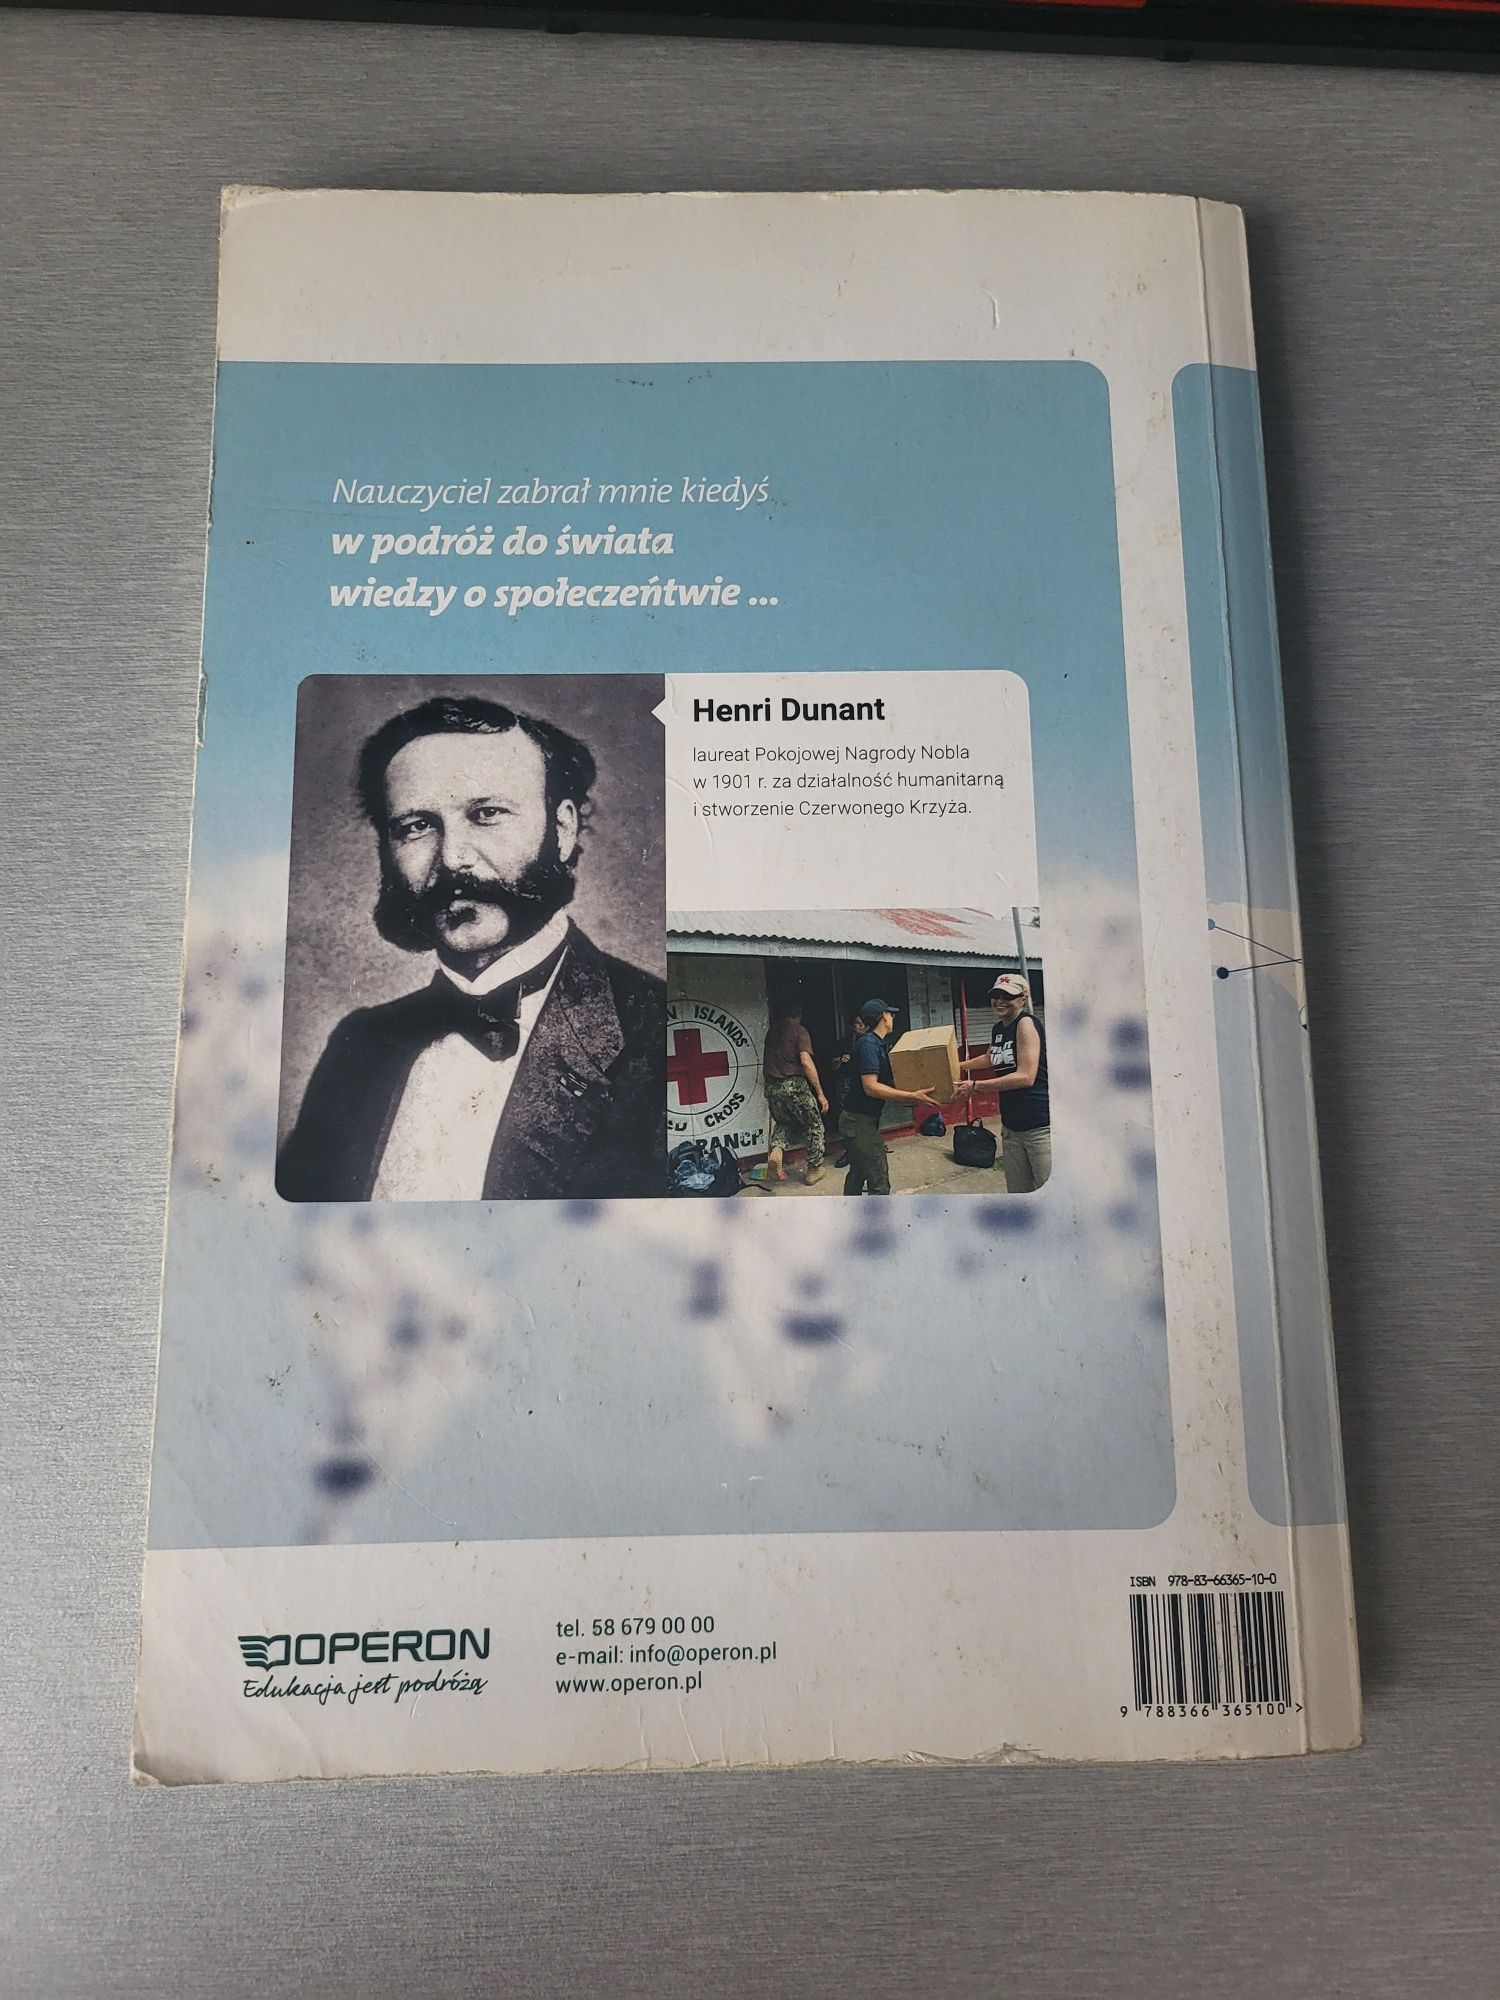 Nauczyciel zabrał mnie kiedyś
w podróż do świata
wiedzy o społeczeńtwie ...
Henri Dunant
laureat Pokojowej Nagrody Nobla
w 1901 r. za działalność humanitarną
i stworzenie Czerwonego Krzyża.
ISLANDS
CROSS
RANCH
OPERON
Edukacja jest podróżą
tel. 58 679 00 00
e-mail: info@operon.pl
www.operon.pl
ISBN 978-83-66365-10-0
9 788366 365100 >